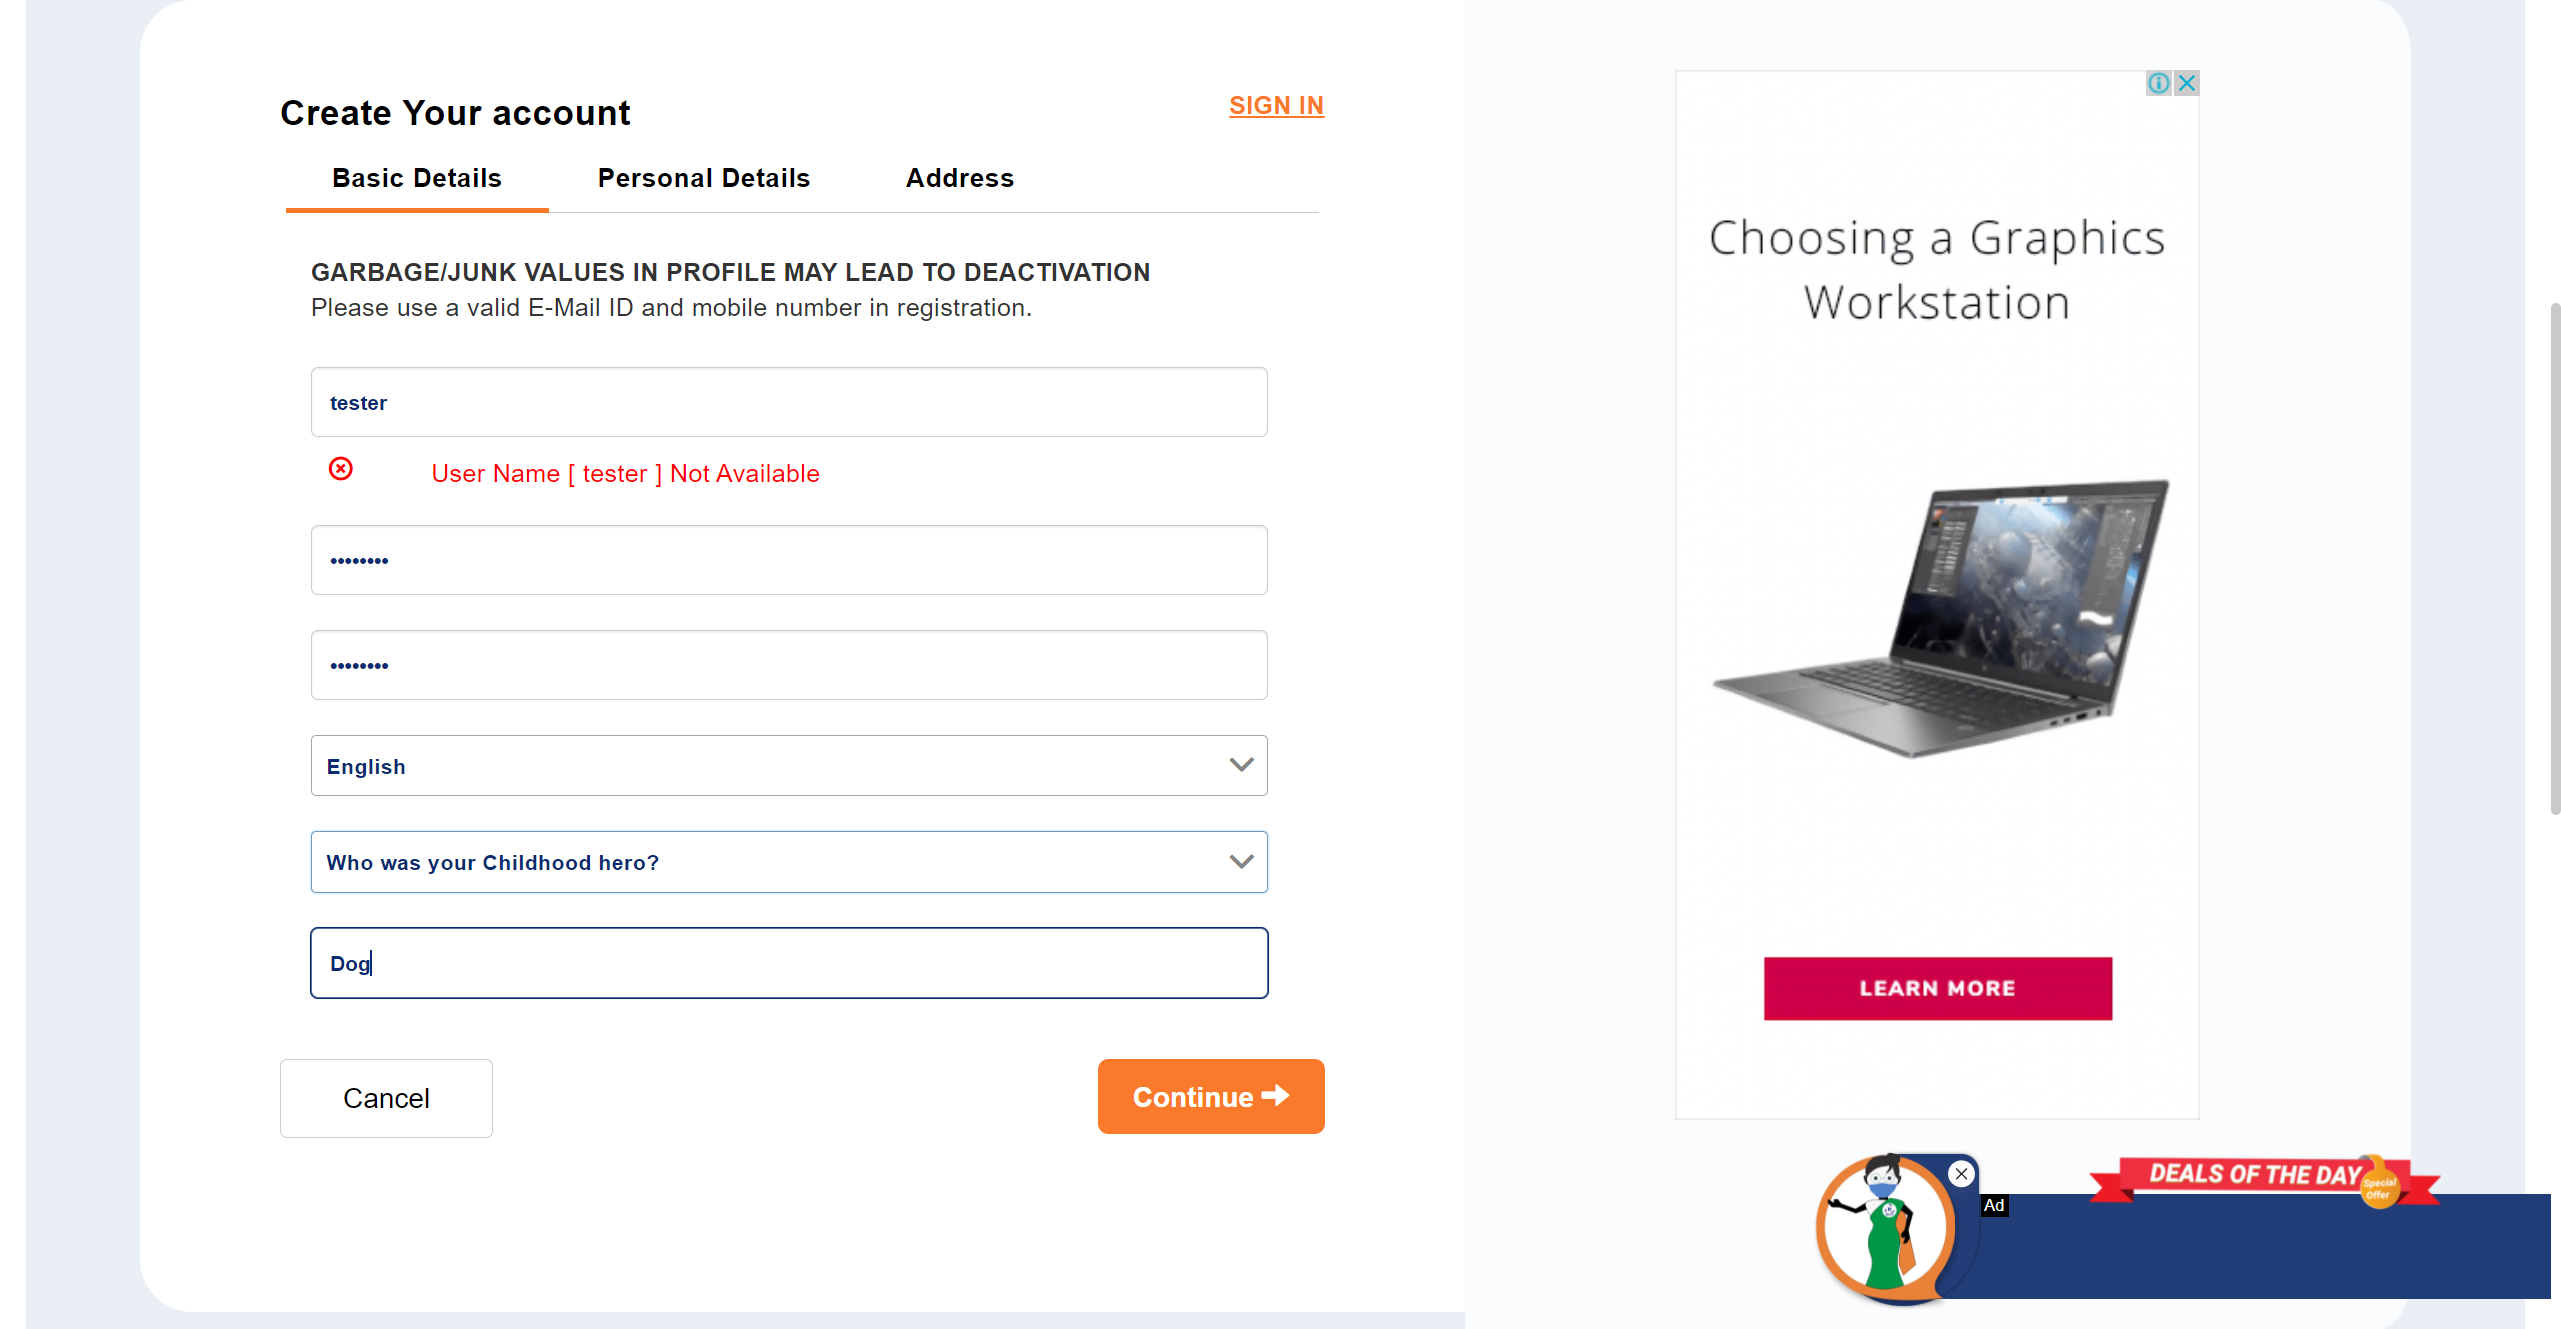 Create Your account
SIGN IN
Basic Details
Personal Details
Address
GARBAGE/JUNK VALUES IN PROFILE MAY LEAD TO DEACTIVATION
Please use a valid E-Mail ID and mobile number in registration.
tester
User Name [ tester ] Not Available
••••••••
••••••••
English
Who was your Childhood hero?
Dog
Cancel
Continue
Choosing a Graphics
Workstation
LEARN MORE
DEALS OF THE DAY
Special
Offer
Ad